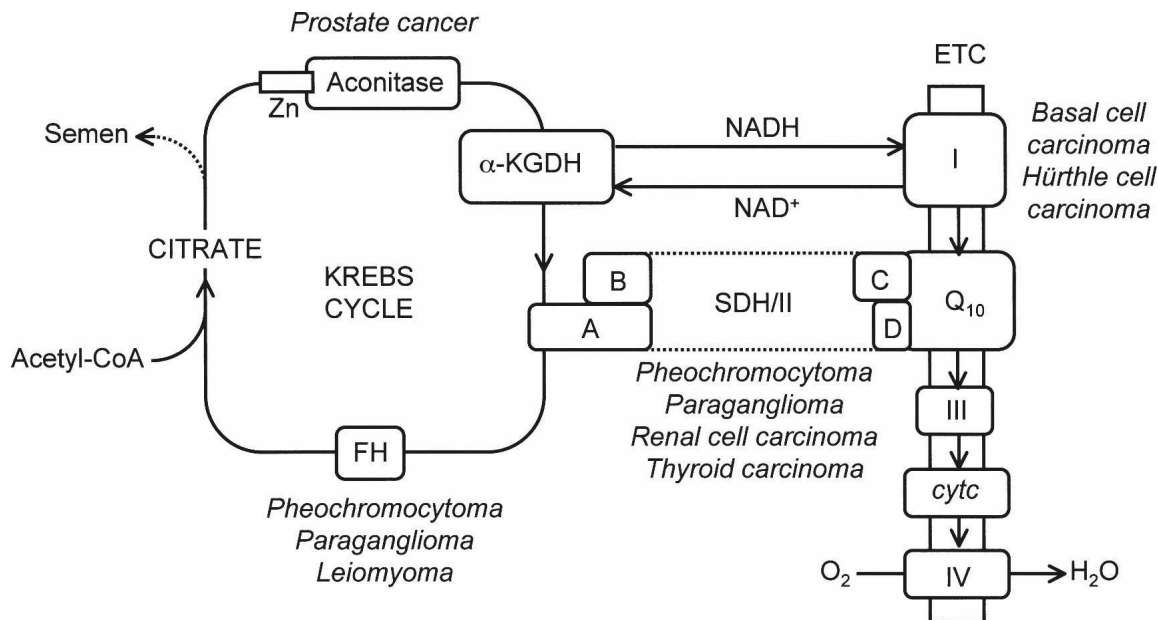 Prostate cancer
Aconitase
Zn
Semen
α-KGDH
CITRATE
KREBS
CYCLE
Acetyl-CoA
FH
Pheochromocytoma
Paraganglioma
Leiomyoma
NADH
NAD⁺
B
A
SDH/II
C
D
Pheochromocytoma
Paraganglioma
Renal cell carcinoma
Thyroid carcinoma
ETC
I
Basal cell
carcinoma
Hürthle cell
carcinoma
Q₁₀
III
cytc
IV
O₂
H₂O